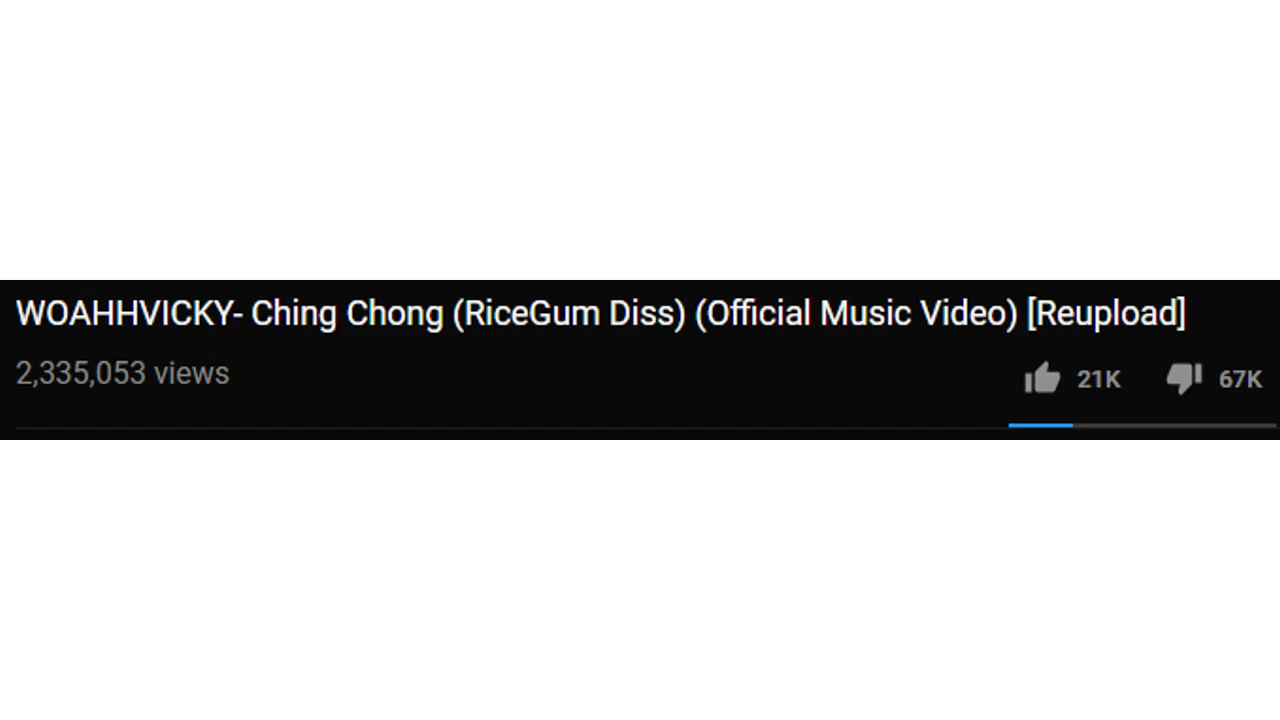 WOAHHVICKY- Ching Chong (RiceGum Diss) (Official Music Video) [Reupload]
2,335,053 views
21K 67K